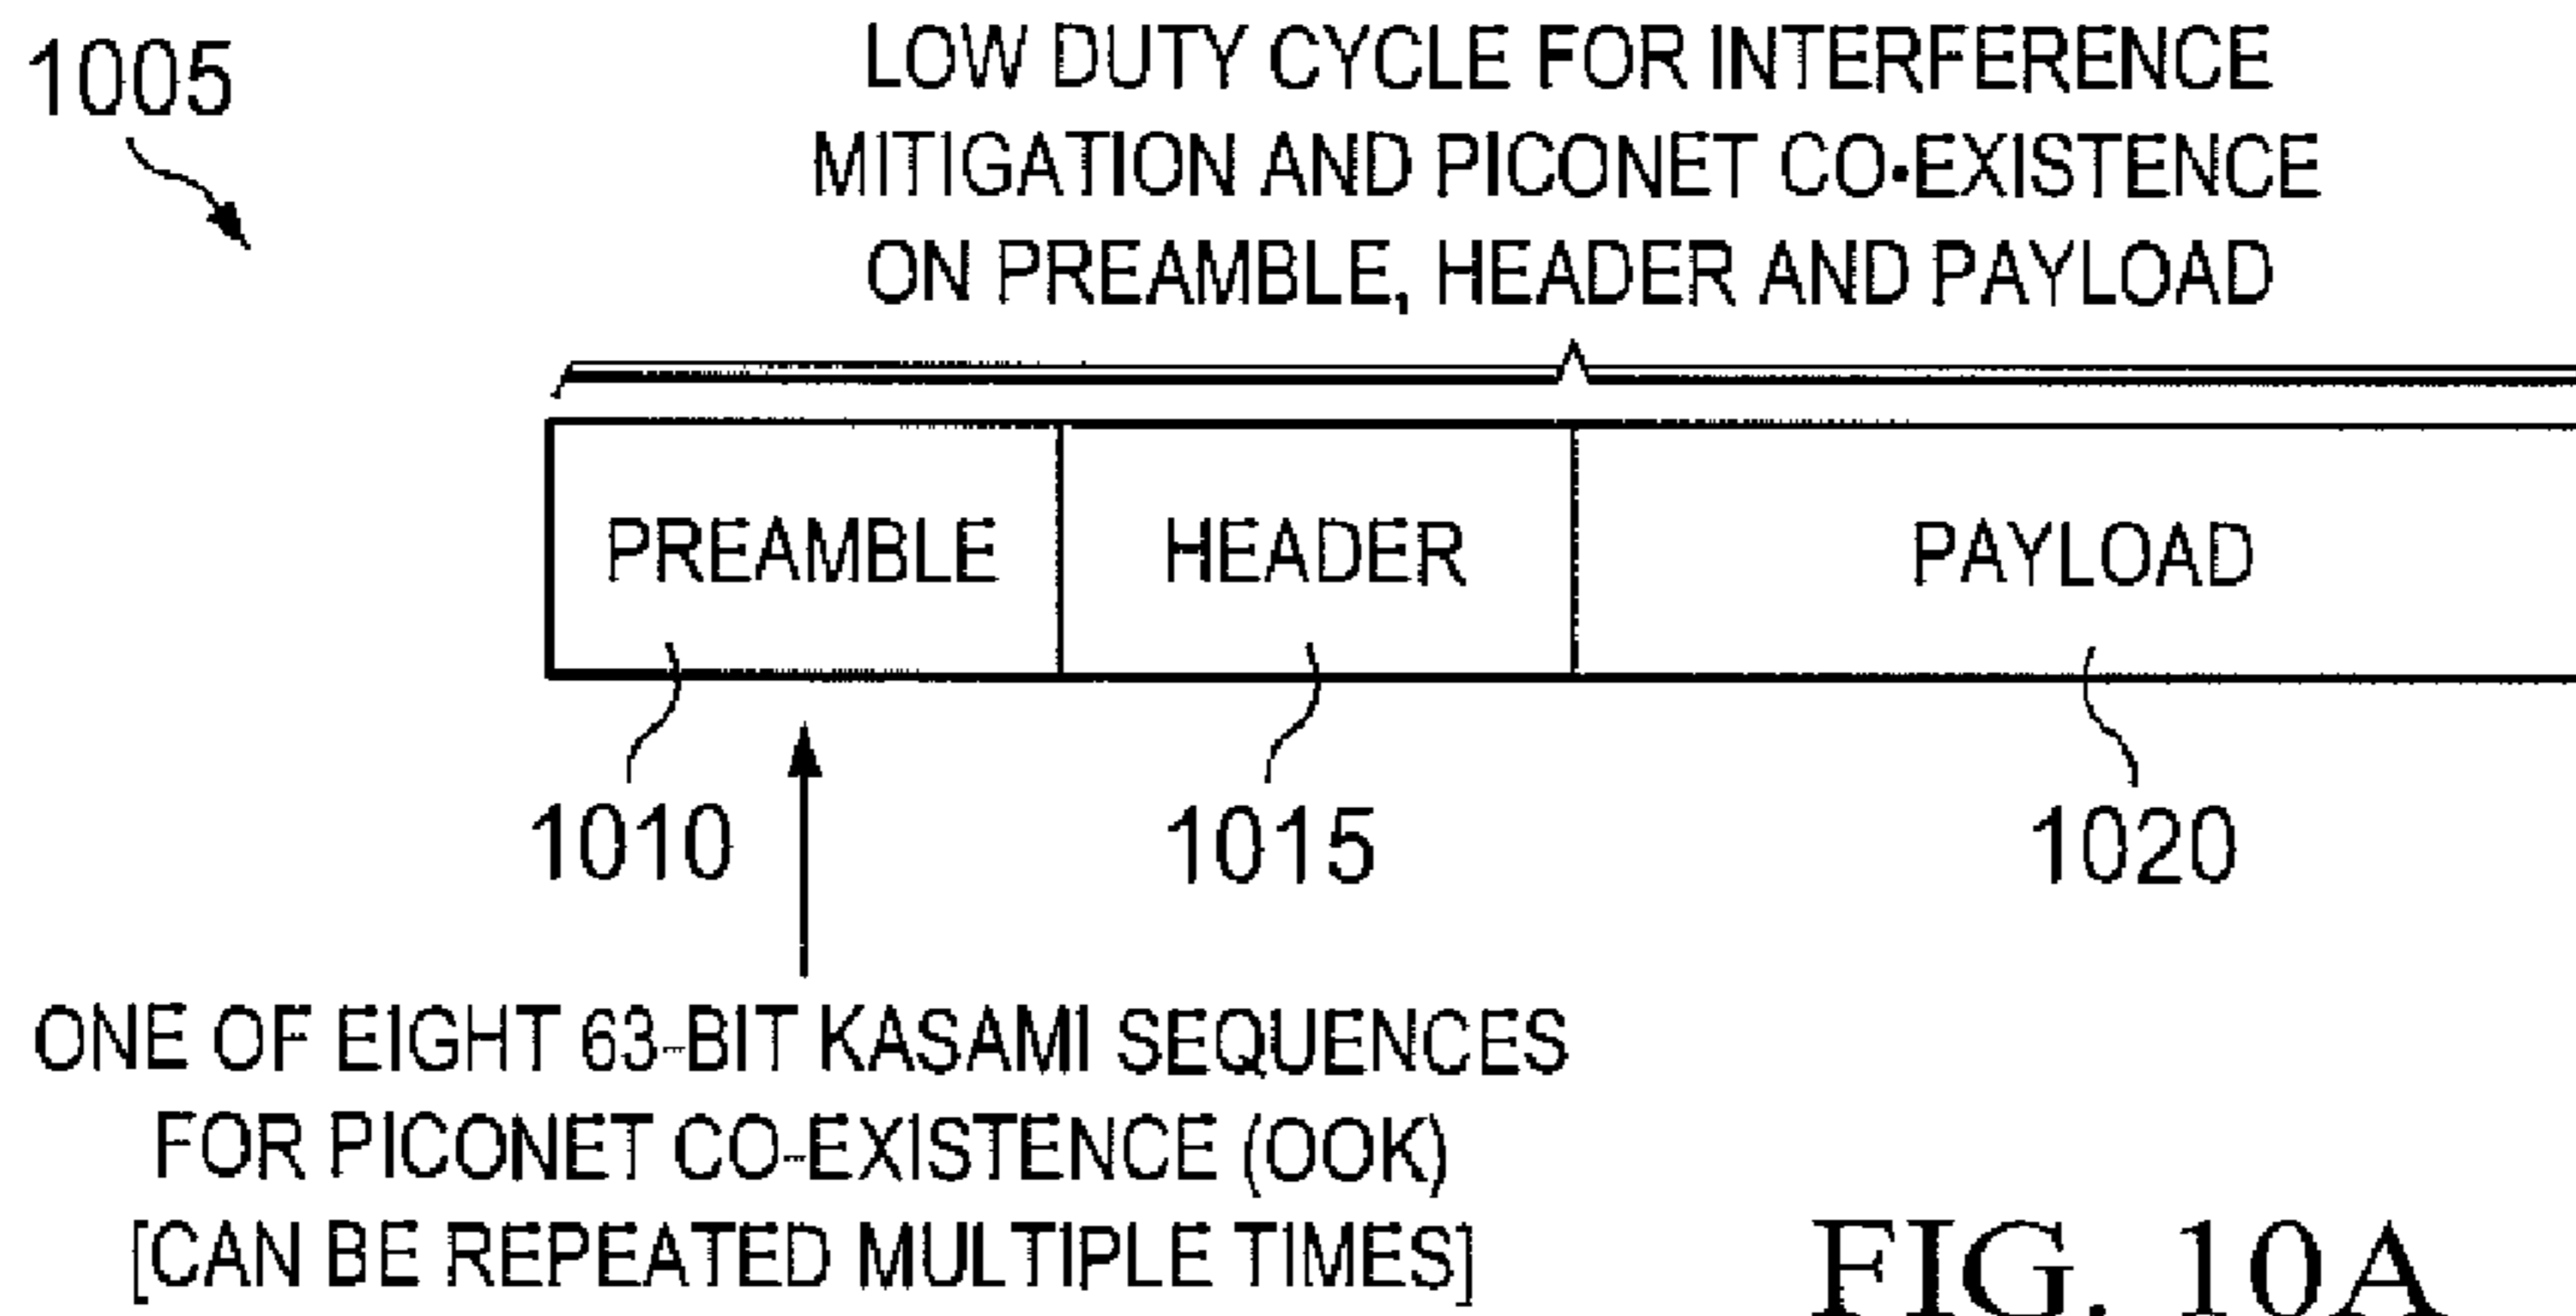 1005
LOW DUTY CYCLE FOR INTERFERENCE
MITIGATION AND PICONET CO•EXISTENCE
ON PREAMBLE, HEADER AND PAYLOAD
PREAMBLE
HEADER
PAYLOAD
1010
1015
1020
ONE OF EIGHT 63-BIT KASAMI SEQUENCES
FOR PICONET CO-EXISTENCE (OOK)
[CAN BE REPEATED MULTIPLE TIMES]
FIG. 10A